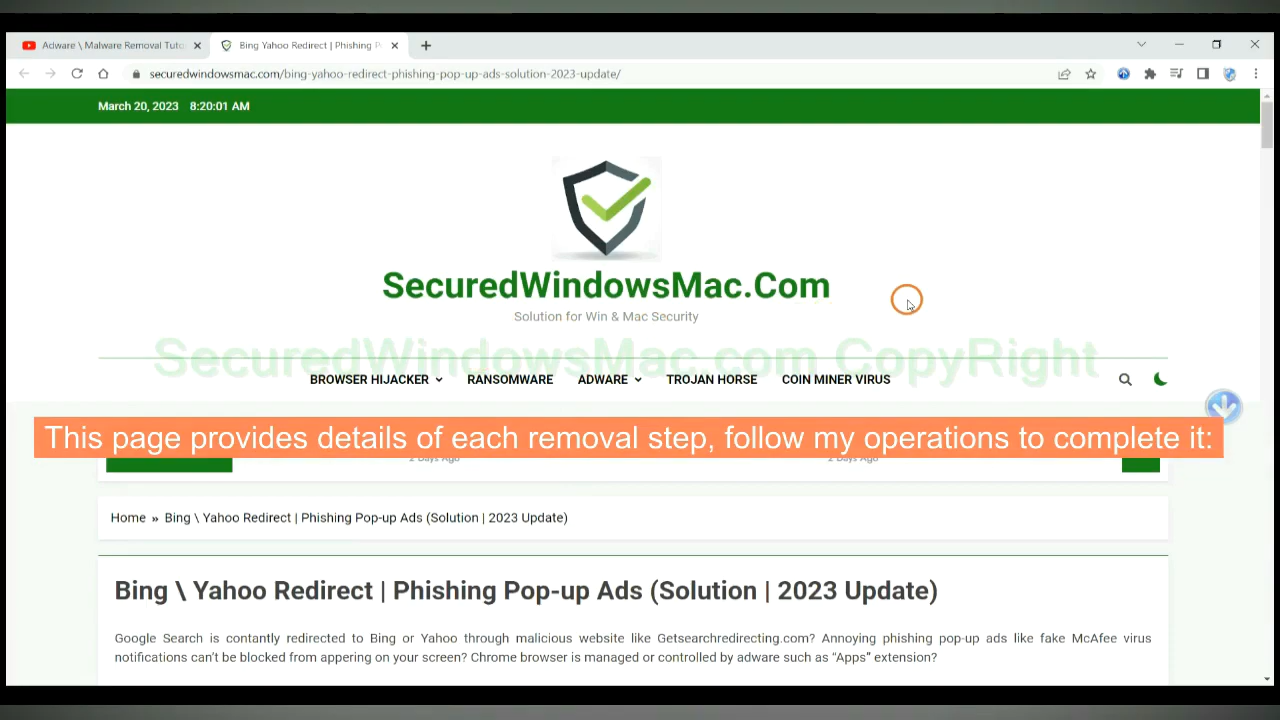 Adware \ Malware Removal Tuto
Bing Yahoo Redirect | Phishing P
securedwindowsmac.com/bing-yahoo-redirect-phishing-pop-up-ads-solution-2023-update/
March 20, 2023 8:20:01 AM
SecuredWindowsMac.Com
Solution for Win & Mac Security
SecuredWindowsMac.com CopyRight
BROWSER HIJACKER RANSOMWARE ADWARE TROJAN HORSE COIN MINER VIRUS
This page provides details of each removal step, follow my operations to complete it:
2 Days Ago 2 Days Ago
Home » Bing \ Yahoo Redirect | Phishing Pop-up Ads (Solution | 2023 Update)
Bing \ Yahoo Redirect | Phishing Pop-up Ads (Solution | 2023 Update)
Google Search is contantly redirected to Bing or Yahoo through malicious website like Getsearchredirecting.com? Annoying phishing pop-up ads like fake McAfee virus
notifications can't be blocked from appering on your screen? Chrome browser is managed or controlled by adware such as “Apps” extension?